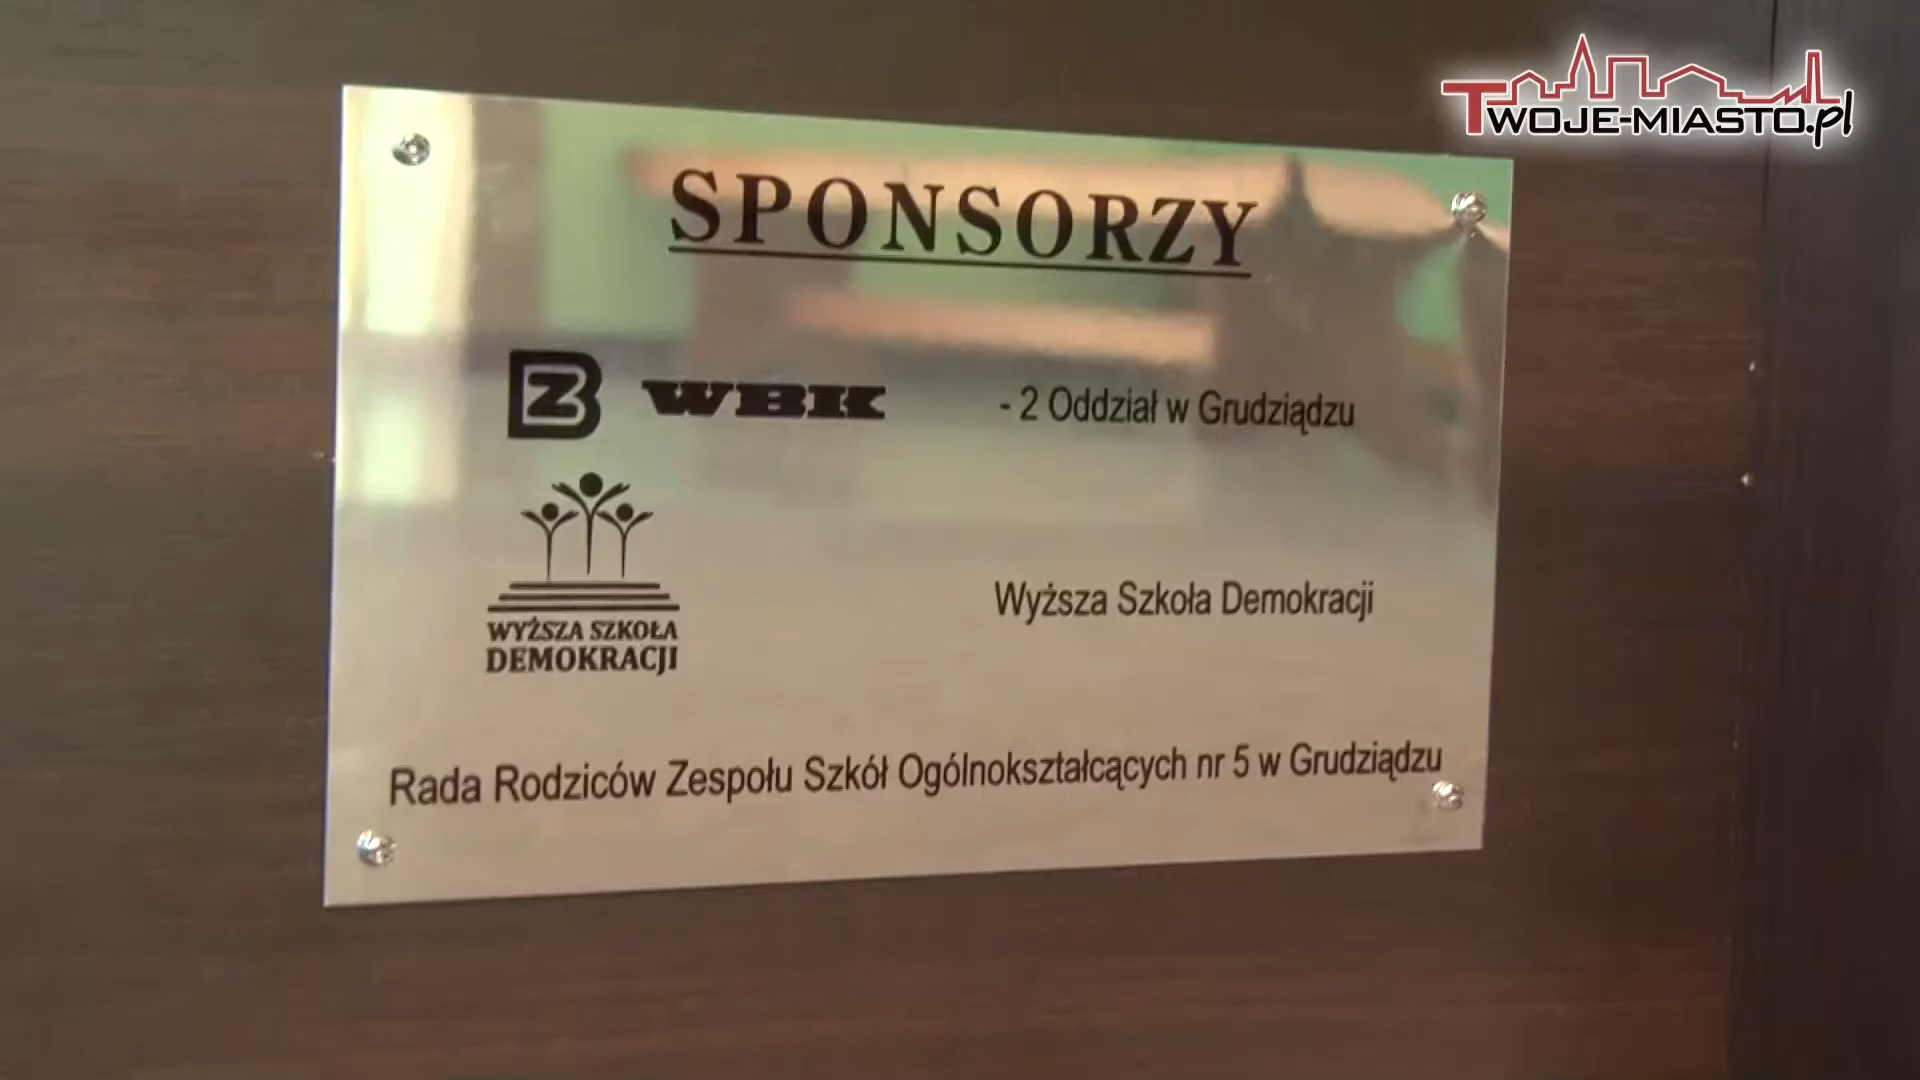 TWOJE-MIASTO.pl
SPONSORZY
BZ WBK - 2 Oddział w Grudziądzu
WYŻSZA SZKOŁA
DEMOKRACJI
Wyższa Szkoła Demokracji
Rada Rodziców Zespołu Szkół Ogólnokształcących nr 5 w Grudziądzu